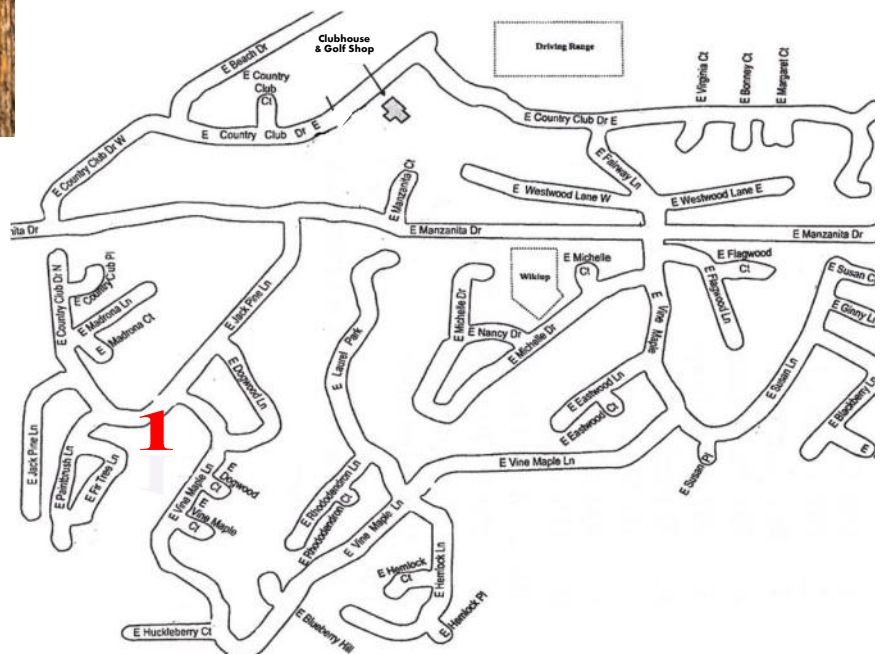 Clubhouse
& Golf Shop
Driving Range
E Beach Dr
E Country
Club
Ct
E Virginia Ct
E Bonney Ct
E Margaret Ct
E Country Club Dr E
E Country Club Dr E
E Country Club Dr W
E Fairway Ln
E Manzanita Ct
E Westwood Lane W
E Westwood Lane E
nita Dr
E Manzanita Dr
E Manzanita Dr
E Country Club Dr N
E Country Cub Pl
E Madrona Ln
E Madrona Ct
E Jack Pine Ln
E Laurel Park
E Michelle Dr
E Nancy Dr
Wikiup
E Michelle
Ct
E Michelle Dr
E Vine Maple
E Flagwood
Ct
E Flagwood Ln
E Susan C
E Ginny Ln
E Susan Ln
E Blackberry Ln
E
E Dogwood Ln
E Eastwood Ln
E Eastwood Ct
1
E Jack Pine Ln
E Paintbrush Ln
E Fir Tree Ln
E Vine Maple Ln
E
Dogwood
Ct
E
Vine Maple
Ct
E Rhododendron Ln
E Rhododendron Ct
E Vine Maple Ln
E Vine Maple Ln
E Susan Pl
E Hemlock
Ct
E Hemlock Ln
E Hemlock Pl
E Huckleberry Ct
E Blueberry Hill